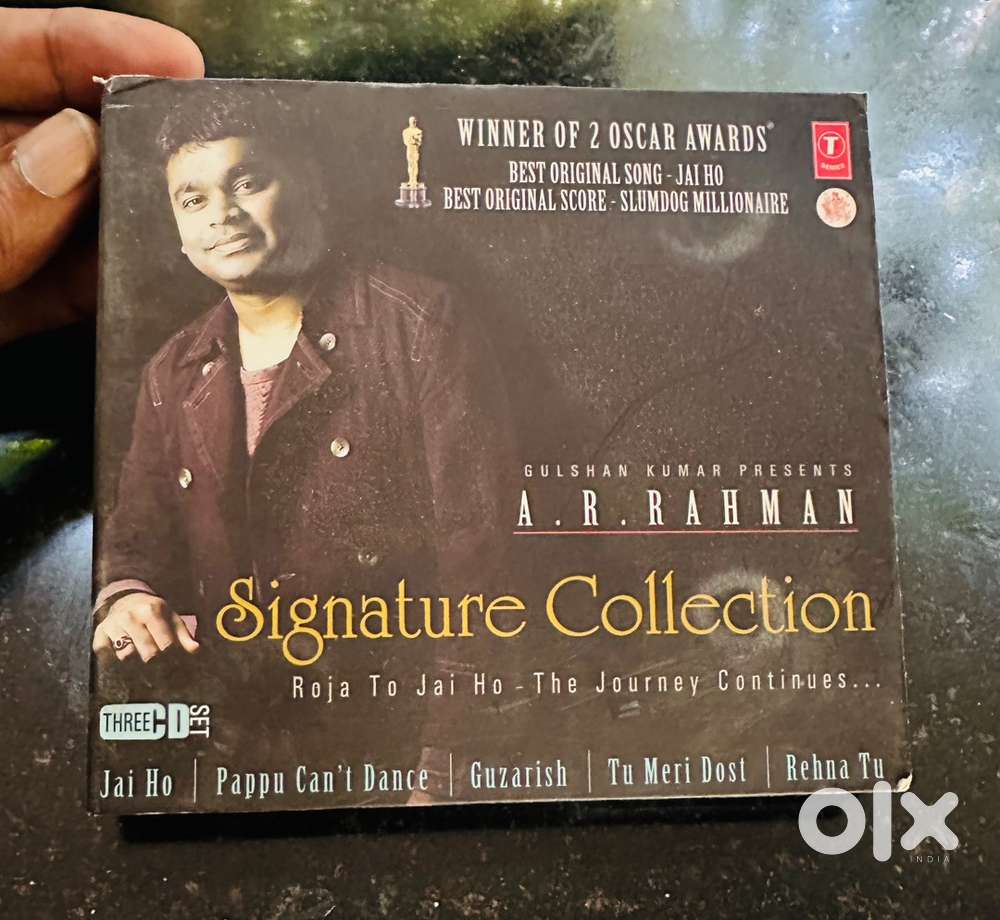 WINNER OF 2 OSCAR AWARDS®
BEST ORIGINAL SONG - JAI HO
BEST ORIGINAL SCORE - SLUMDOG MILLIONAIRE
T
SERIES
GULSHAN KUMAR PRESENTS
A.R.RAHMAN
Signature Collection
Roja To Jai Ho - The Journey Continues...
THREE CD SET
Jai Ho | Pappu Can't Dance | Guzarish | Tu Meri Dost | Rehna Tu
olx
INDIA